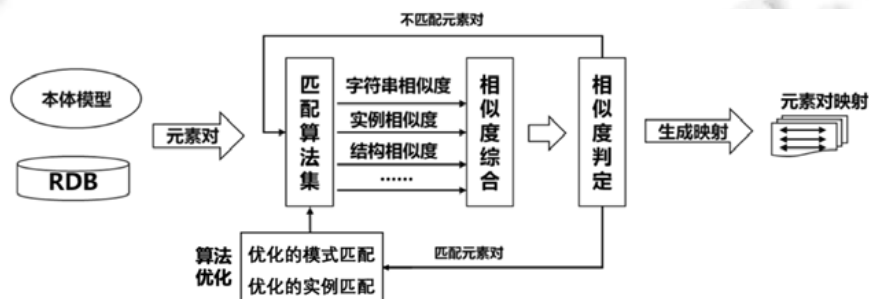 不匹配元素对
本体模型
RDB
元素对
匹配算法集
字符串相似度
实例相似度
结构相似度
……
相似度综合
相似度判定
生成映射
元素对映射
算法
优化
优化的模式匹配
优化的实例匹配
匹配元素对